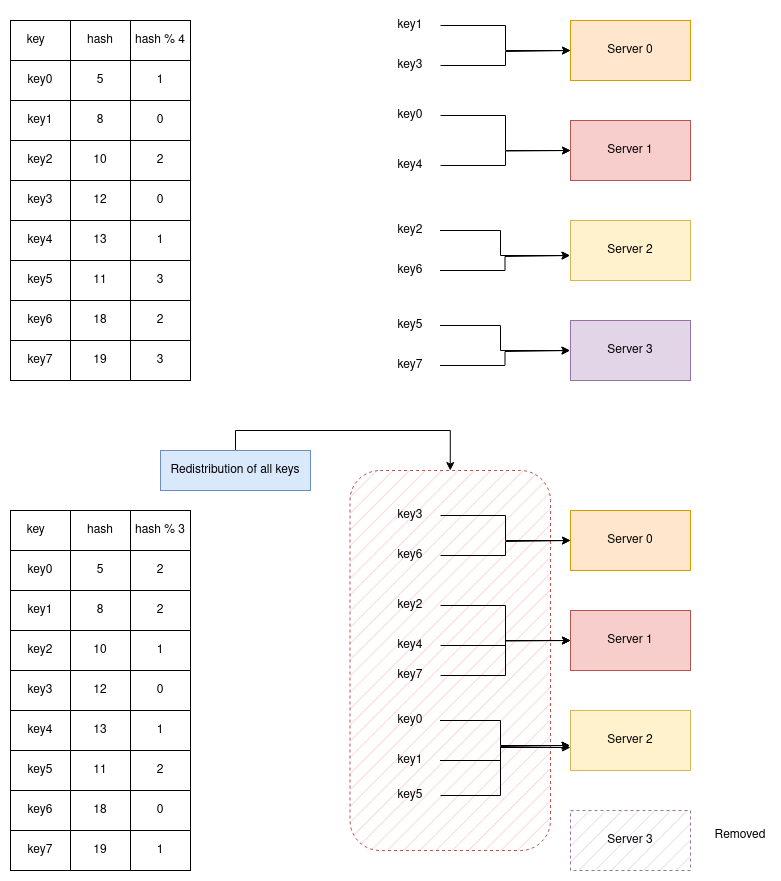 key hash hash % 4
key0 5 1
key1 8 0
key2 10 2
key3 12 0
key4 13 1
key5 11 3
key6 18 2
key7 19 3
key1
key3
Server 0
key0
key4
Server 1
key2
key6
Server 2
key5
key7
Server 3
Redistribution of all keys
key hash hash % 3
key0 5 2
key1 8 2
key2 10 1
key3 12 0
key4 13 1
key5 11 2
key6 18 0
key7 19 1
key3
key6
Server 0
key2
key4
key7
Server 1
key0
key1
key5
Server 2
Server 3
Removed